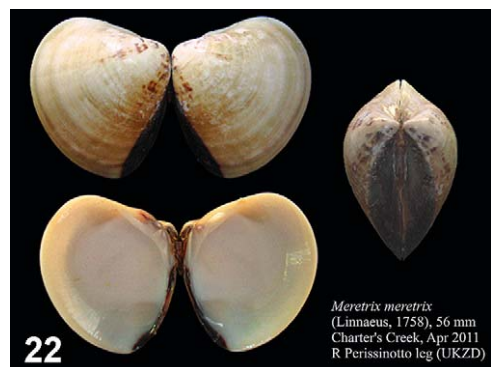 Meretrix meretrix
(Linnaeus, 1758), 56 mm
Charter's Creek, Apr 2011
R Perissinotto leg (UKZD)
22